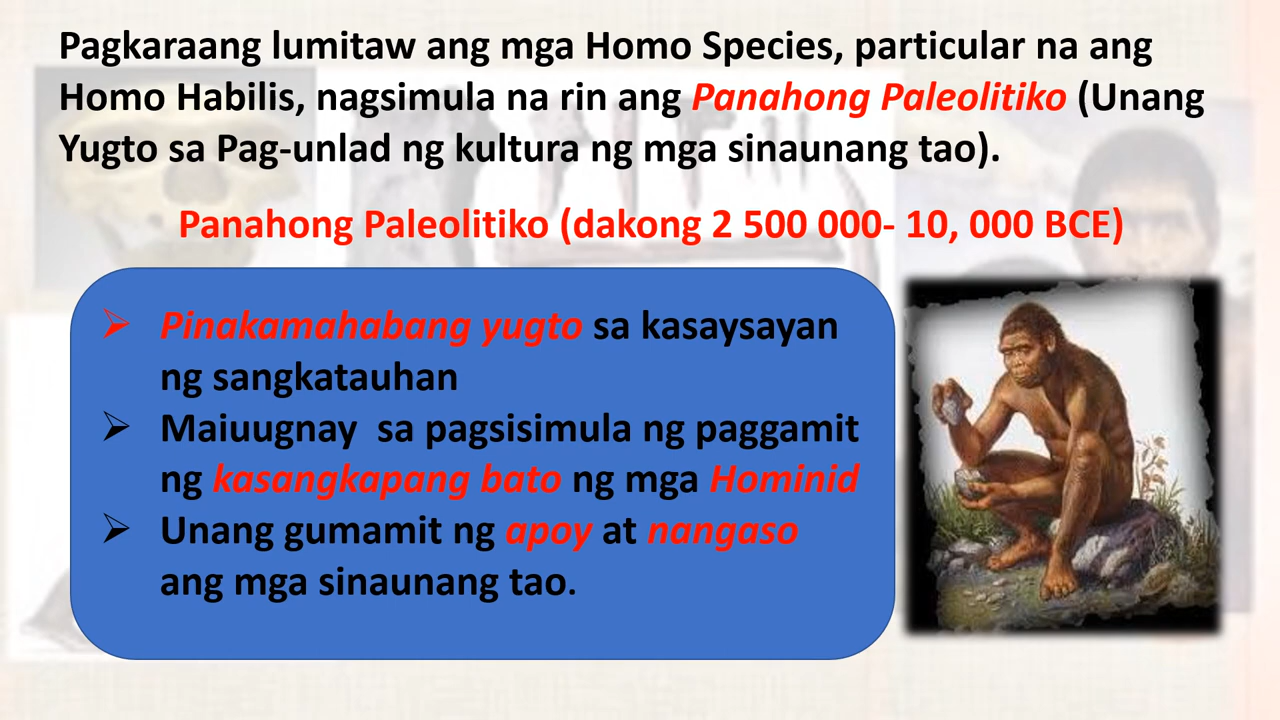 Pagkaraang lumitaw ang mga Homo Species, particular na ang
Homo Habilis, nagsimula na rin ang Panahong Paleolitiko (Unang
Yugto sa Pag-unlad ng kultura ng mga sinaunang tao).
Panahong Paleolitiko (dakong 2 500 000- 10, 000 BCE)
➢ Pinakamahabang yugto sa kasaysayan
ng sangkatauhan
➢ Maiuugnay  sa pagsisimula ng paggamit
ng kasangkapang bato ng mga Hominid
➢ Unang gumamit ng apoy at nangaso
ang mga sinaunang tao.